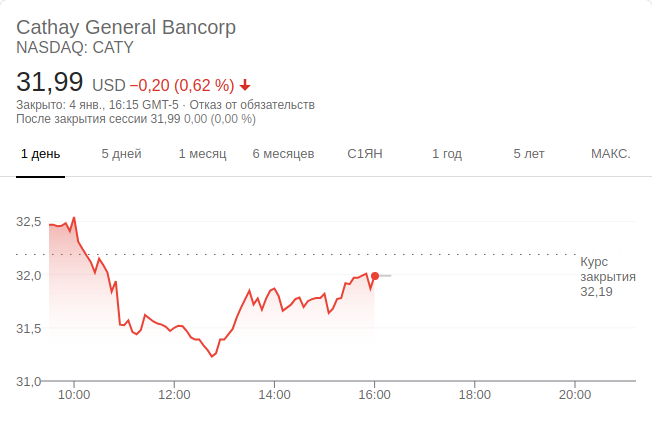 Cathay General Bancorp
NASDAQ: CATY
31,99 USD −0,20 (0,62 %)
Закрыто: 4 янв., 16:15 GMT-5 · Отказ от обязательств
После закрытия сессии 31,99 0,00 (0,00 %)
1 день 5 дней 1 месяц 6 месяцев С1ЯН 1 год 5 лет МАКС.
32,5
32,0
31,5
31,0
Курс
закрытия
32,19
10:00 12:00 14:00 16:00 18:00 20:00